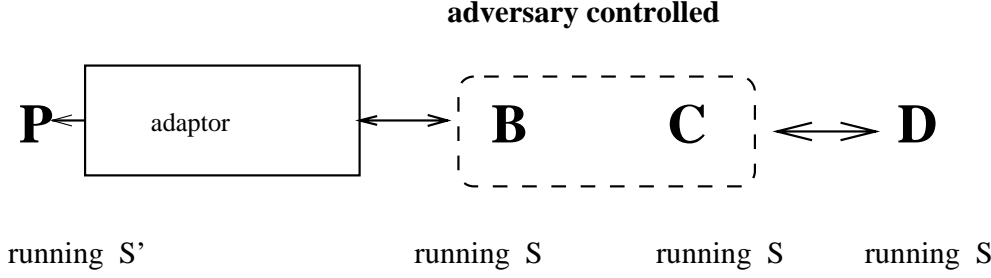 adversary controlled
P adaptor B C D
running S' running S running S running S